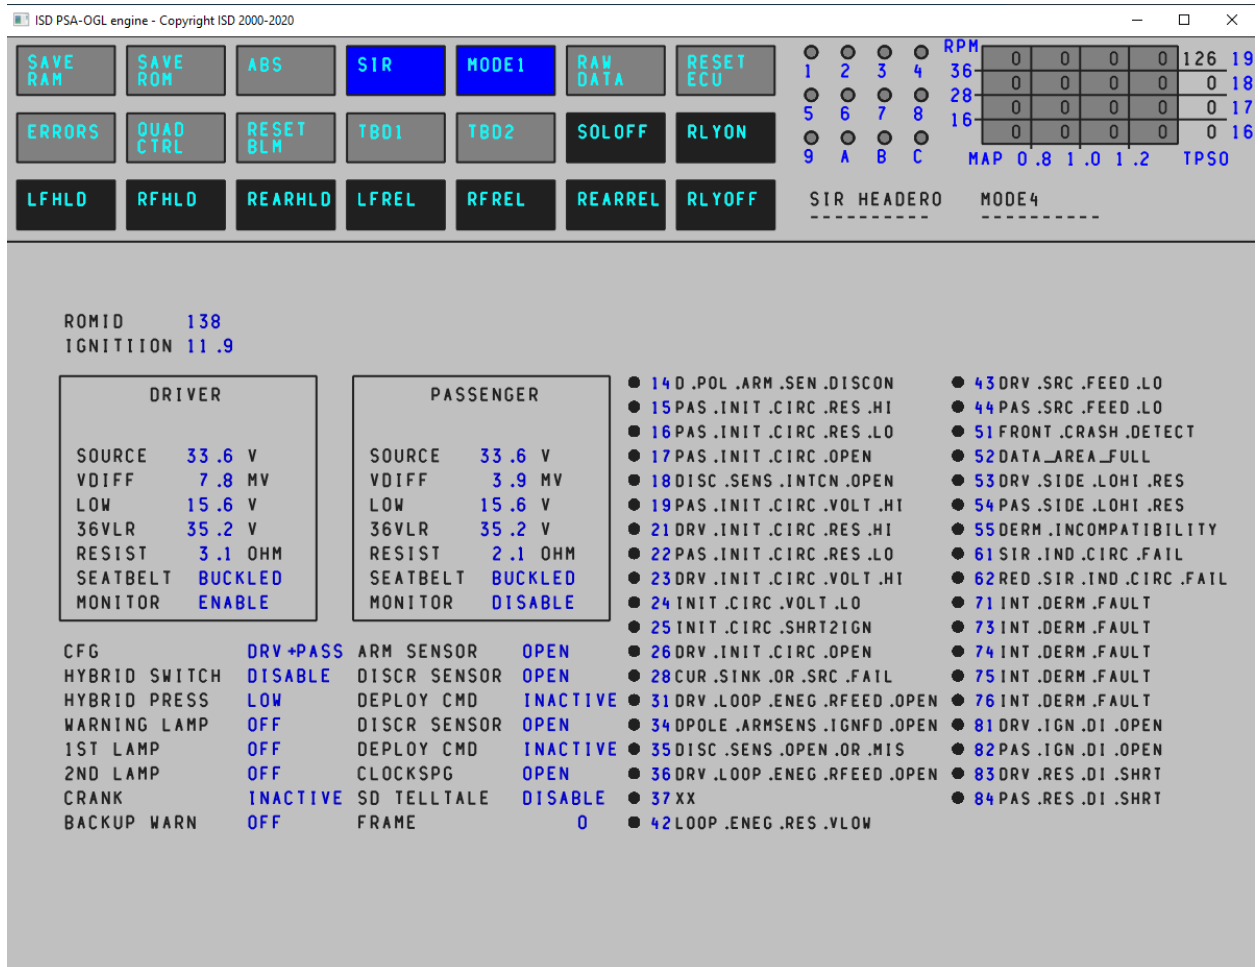 ISD PSA-OGL engine - Copyright ISD 2000-2020
SAVE RAM
SAVE ROM
ABS
SIR
MODE1
RAW DATA
RESET ECU
ERRORS
QUAD CTRL
RESET BLM
TBD1
TBD2
SOLOFF
RLYON
LFHLD
RFHLD
REARHLD
LFREL
RFREL
REARREL
RLYOFF
1 2 3 4
5 6 7 8
9 A B C
RPM
36
28
16
0 0 0 0 126 19
0 0 0 0 0 18
0 0 0 0 0 17
0 0 0 0 0 16
MAP 0.8 1.0 1.2 TPSO
SIR HEADERO MODE4
---------- ----------
ROMID 138
IGNITIION 11.9
DRIVER
SOURCE 33.6 V
VDIFF 7.8 MV
LOW 15.6 V
36VLR 35.2 V
RESIST 3.1 OHM
SEATBELT BUCKLED
MONITOR ENABLE
PASSENGER
SOURCE 33.6 V
VDIFF 3.9 MV
LOW 15.6 V
36VLR 35.2 V
RESIST 2.1 OHM
SEATBELT BUCKLED
MONITOR DISABLE
CFG DRV+PASS
HYBRID SWITCH DISABLE
HYBRID PRESS LOW
WARNING LAMP OFF
1ST LAMP OFF
2ND LAMP OFF
CRANK INACTIVE
BACKUP WARN OFF
ARM SENSOR OPEN
DISCR SENSOR OPEN
DEPLOY CMD INACTIVE
DISCR SENSOR OPEN
DEPLOY CMD INACTIVE
CLOCKSPG OPEN
SD TELLTALE DISABLE
FRAME 0
14 D.POL.ARM.SEN.DISCON
15 PAS.INIT.CIRC.RES.HI
16 PAS.INIT.CIRC.RES.LO
17 PAS.INIT.CIRC.OPEN
18 DISC.SENS.INTCN.OPEN
19 PAS.INIT.CIRC.VOLT.HI
21 DRV.INIT.CIRC.RES.HI
22 PAS.INIT.CIRC.RES.LO
23 DRV.INIT.CIRC.VOLT.HI
24 INIT.CIRC.VOLT.LO
25 INIT.CIRC.SHRT2IGN
26 DRV.INIT.CIRC.OPEN
28 CUR.SINK.OR.SRC.FAIL
31 DRV.LOOP.ENEG.RFEED.OPEN
34 DPOLE.ARMSENS.IGNFD.OPEN
35 DISC.SENS.OPEN.OR.MIS
36 DRV.LOOP.ENEG.RFEED.OPEN
37 XX
42 LOOP.ENEG.RES.VLOW
43 DRV.SRC.FEED.LO
44 PAS.SRC.FEED.LO
51 FRONT.CRASH.DETECT
52 DATA_AREA_FULL
53 DRV.SIDE.LOHI.RES
54 PAS.SIDE.LOHI.RES
55 DERM.INCOMPATIBILITY
61 SIR.IND.CIRC.FAIL
62 RED.SIR.IND.CIRC.FAIL
71 INT.DERM.FAULT
73 INT.DERM.FAULT
74 INT.DERM.FAULT
75 INT.DERM.FAULT
76 INT.DERM.FAULT
81 DRV.IGN.DI.OPEN
82 PAS.IGN.DI.OPEN
83 DRV.RES.DI.SHRT
84 PAS.RES.DI.SHRT